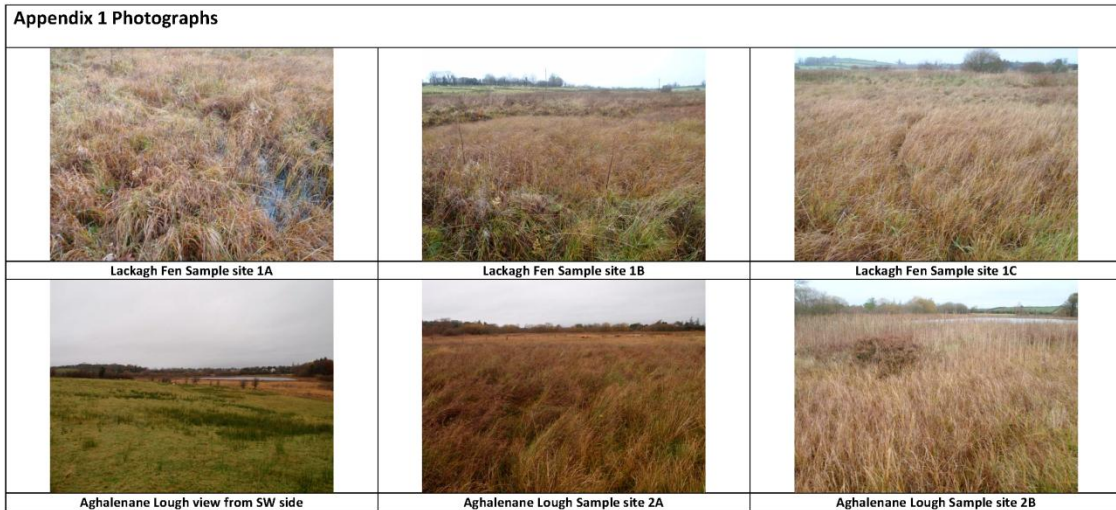 Appendix 1 Photographs
Lackagh Fen Sample site 1A
Lackagh Fen Sample site 1B
Lackagh Fen Sample site 1C
Aghalenane Lough view from SW side
Aghalenane Lough Sample site 2A
Aghalenane Lough Sample site 2B